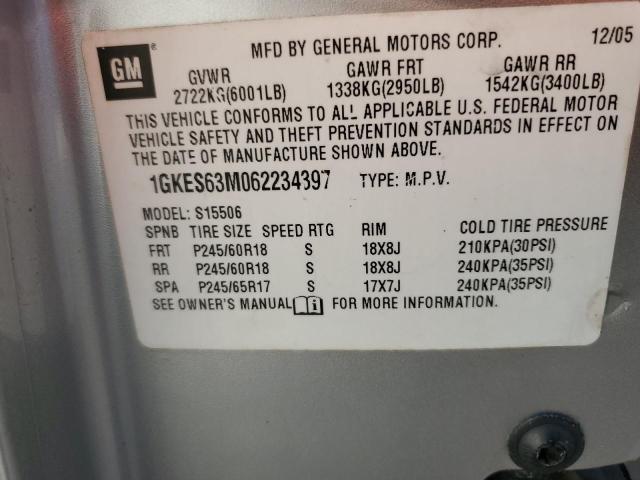 GM ® MFD BY GENERAL MOTORS CORP. 12/05
GVWR GAWR FRT GAWR RR
2722KG(6001LB) 1338KG(2950LB) 1542KG(3400LB)
THIS VEHICLE CONFORMS TO ALL APPLICABLE U.S. FEDERAL MOTOR
VEHICLE SAFETY AND THEFT PREVENTION STANDARDS IN EFFECT ON
THE DATE OF MANUFACTURE SHOWN ABOVE.
1GKES63M062234397 TYPE: M.P.V.
MODEL: S15506
SPNB TIRE SIZE SPEED RTG RIM COLD TIRE PRESSURE
FRT P245/60R18 S 18X8J 210KPA(30PSI)
RR P245/60R18 S 18X8J 240KPA(35PSI)
SPA P245/65R17 S 17X7J 240KPA(35PSI)
SEE OWNER'S MANUAL FOR MORE INFORMATION.